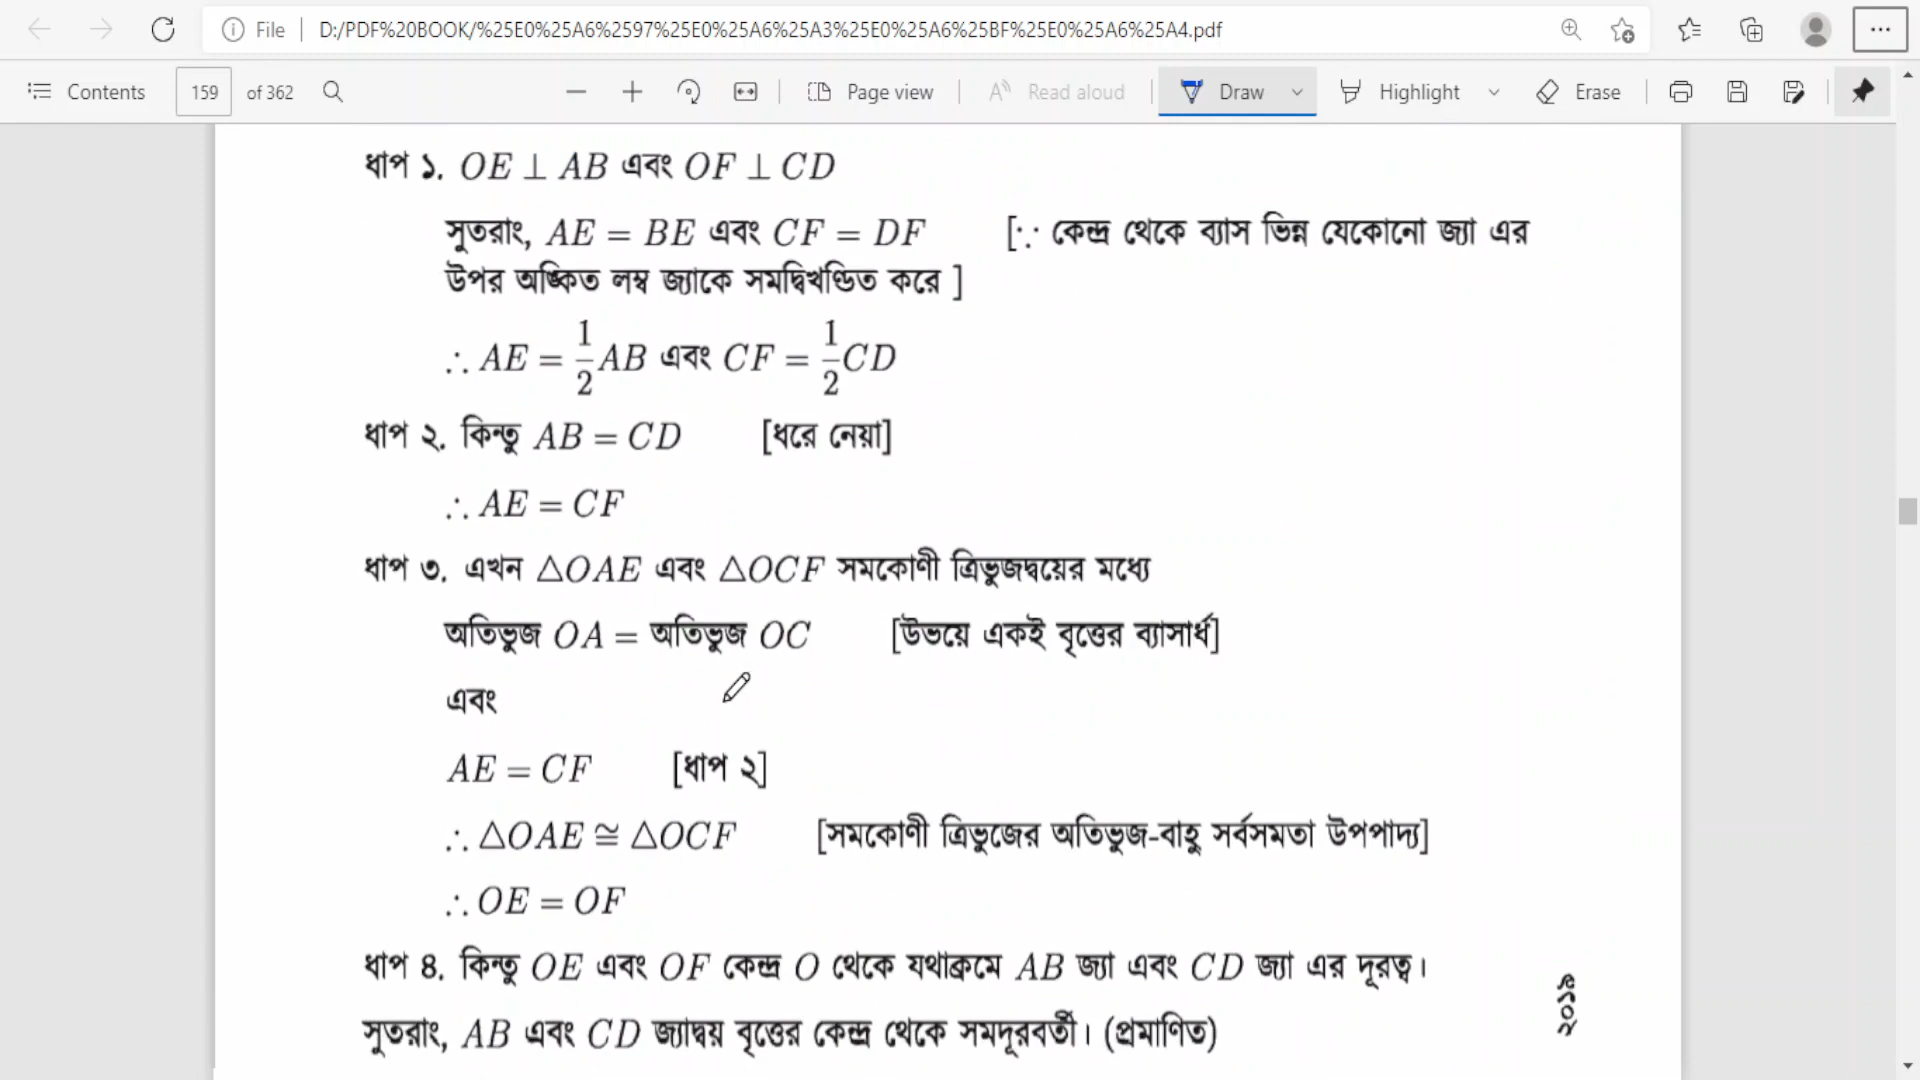 File D:/PDF%20BOOK/%25E0%25A6%2597%25E0%25A6%25A3%25E0%25A6%25BF%25E0%25A6%25A4.pdf
Contents 159 of 362 Page view Read aloud Draw Highlight Erase
ধাপ ১. OE ⊥ AB এবং OF ⊥ CD
সুতরাং, AE = BE এবং CF = DF [∵ কেন্দ্র থেকে ব্যাস ভিন্ন যেকোনো জ্যা এর
উপর অঙ্কিত লম্ব জ্যাকে সমদ্বিখণ্ডিত করে ]
∴ AE = 1/2 AB এবং CF = 1/2 CD
ধাপ ২. কিন্তু AB = CD [ধরে নেয়া]
∴ AE = CF
ধাপ ৩. এখন △OAE এবং △OCF সমকোণী ত্রিভুজদ্বয়ের মধ্যে
অতিভুজ OA = অতিভুজ OC [উভয়ে একই বৃত্তের ব্যাসার্ধ]
এবং
AE = CF [ধাপ ২]
∴ △OAE ≅ △OCF [সমকোণী ত্রিভুজের অতিভুজ-বাহু সর্বসমতা উপপাদ্য]
∴ OE = OF
ধাপ ৪. কিন্তু OE এবং OF কেন্দ্র O থেকে যথাক্রমে AB জ্যা এবং CD জ্যা এর দূরত্ব।
সুতরাং, AB এবং CD জ্যাদ্বয় বৃত্তের কেন্দ্র থেকে সমদূরবর্তী। (প্রমাণিত)
২০১৯